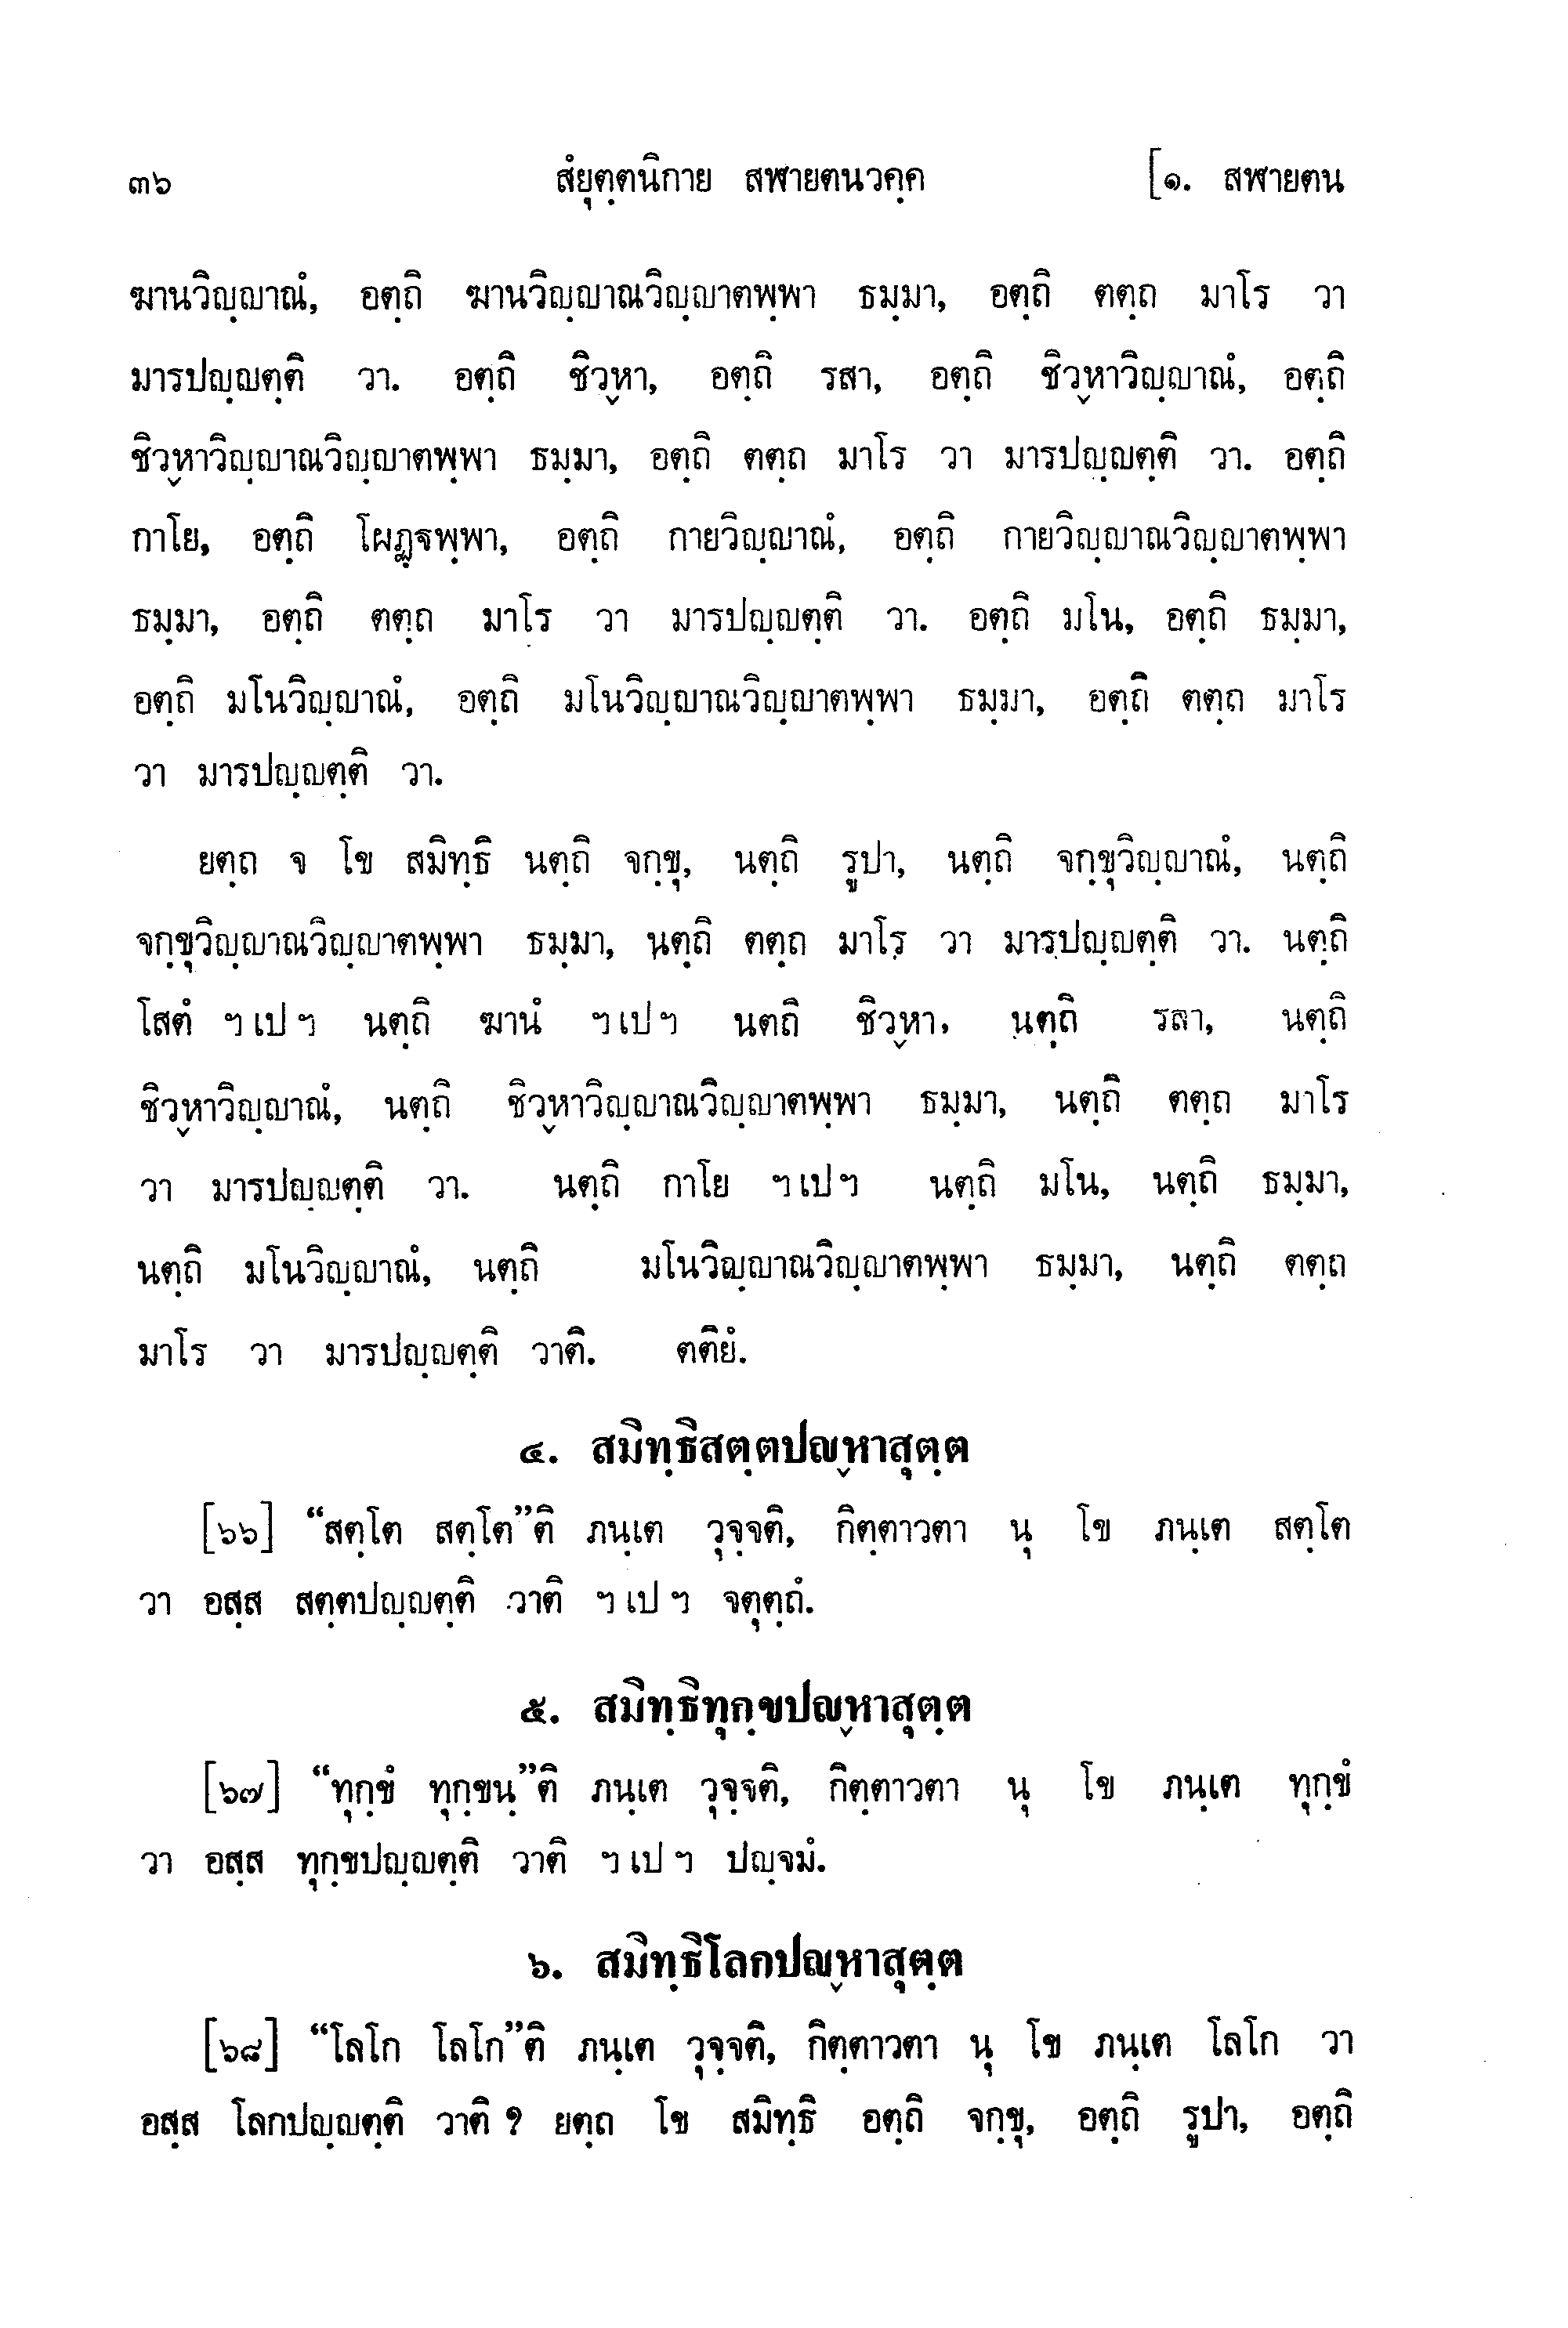 ๓๖ สํยุตฺตนิกาย สฬายตนวคฺค [๑. สฬายตน
ฆานวิญฺญาณํ, อตฺถิ ฆานวิญฺญาณวิญฺญาตพฺพา ธมฺมา, อตฺถิ ตตฺถ มาโร วา
มารปญฺญตฺติ วา. อตฺถิ ชิวฺหา, อตฺถิ รสา, อตฺถิ ชิวฺหาวิญฺญาณํ, อตฺถิ
ชิวฺหาวิญฺญาณวิญฺญาตพฺพา ธมฺมา, อตฺถิ ตตฺถ มาโร วา มารปญฺญตฺติ วา. อตฺถิ
กาโย, อตฺถิ โผฏฺฐพฺพา, อตฺถิ กายวิญฺญาณํ, อตฺถิ กายวิญฺญาณวิญฺญาตพฺพา
ธมฺมา, อตฺถิ ตตฺถ มาโร วา มารปญฺญตฺติ วา. อตฺถิ มโน, อตฺถิ ธมฺมา,
อตฺถิ มโนวิญฺญาณํ, อตฺถิ มโนวิญฺญาณวิญฺญาตพฺพา ธมฺมา, อตฺถิ ตตฺถ มาโร
วา มารปญฺญตฺติ วา.
ยตฺถ จ โข สมิทฺธิ นตฺถิ จกฺขุ, นตฺถิ รูปา, นตฺถิ จกฺขุวิญฺญาณํ, นตฺถิ
จกฺขุวิญฺญาณวิญฺญาตพฺพา ธมฺมา, นตฺถิ ตตฺถ มาโร วา มารปญฺญตฺติ วา. นตฺถิ
โสตํ ฯ เป ฯ นตฺถิ ฆานํ ฯ เป ฯ นตถิ ชิวฺหา, นตฺถิ รสา, นตฺถิ
ชิวฺหาวิญฺญาณํ, นตฺถิ ชิวฺหาวิญฺญาณวิญฺญาตพฺพา ธมฺมา, นตฺถิ ตตฺถ มาโร
วา มารปญฺญตฺติ วา. นตฺถิ กาโย ฯ เป ฯ นตฺถิ มโน, นตฺถิ ธมฺมา,
นตฺถิ มโนวิญฺญาณํ, นตฺถิ มโนวิญฺญาณวิญฺญาตพฺพา ธมฺมา, นตฺถิ ตตฺถ
มาโร วา มารปญฺญตฺติ วาติ. ตติยํ.
๔. สมิทฺธิสตฺตปญฺหาสุตฺต
[๖๖] “สตฺโต สตฺโต”ติ ภนฺเต วุจฺจติ, กิตฺตาวตา นุ โข ภนฺเต สตฺโต
วา อสฺส สตฺตปญฺญตฺติ วาติ ฯ เป ฯ จตุตฺถํ.
๕. สมิทฺธิทุกฺขปญฺหาสุตฺต
[๖๗] “ทุกฺขํ ทุกฺขนฺ”ติ ภนฺเต วุจฺจติ, กิตฺตาวตา นุ โข ภนฺเต ทุกฺขํ
วา อสฺส ทุกฺขปญฺญตฺติ วาติ ฯ เป ฯ ปญฺจมํ.
๖. สมิทฺธิโลกปญฺหาสุตฺต
[๖๘] “โลโก โลโก”ติ ภนฺเต วุจฺจติ, กิตฺตาวตา นุ โข ภนฺเต โลโก วา
อสฺส โลกปญฺญตฺติ วาติ ? ยตฺถ โข สมิทฺธิ อตฺถิ จกฺขุ, อตฺถิ รูปา, อตฺถิ